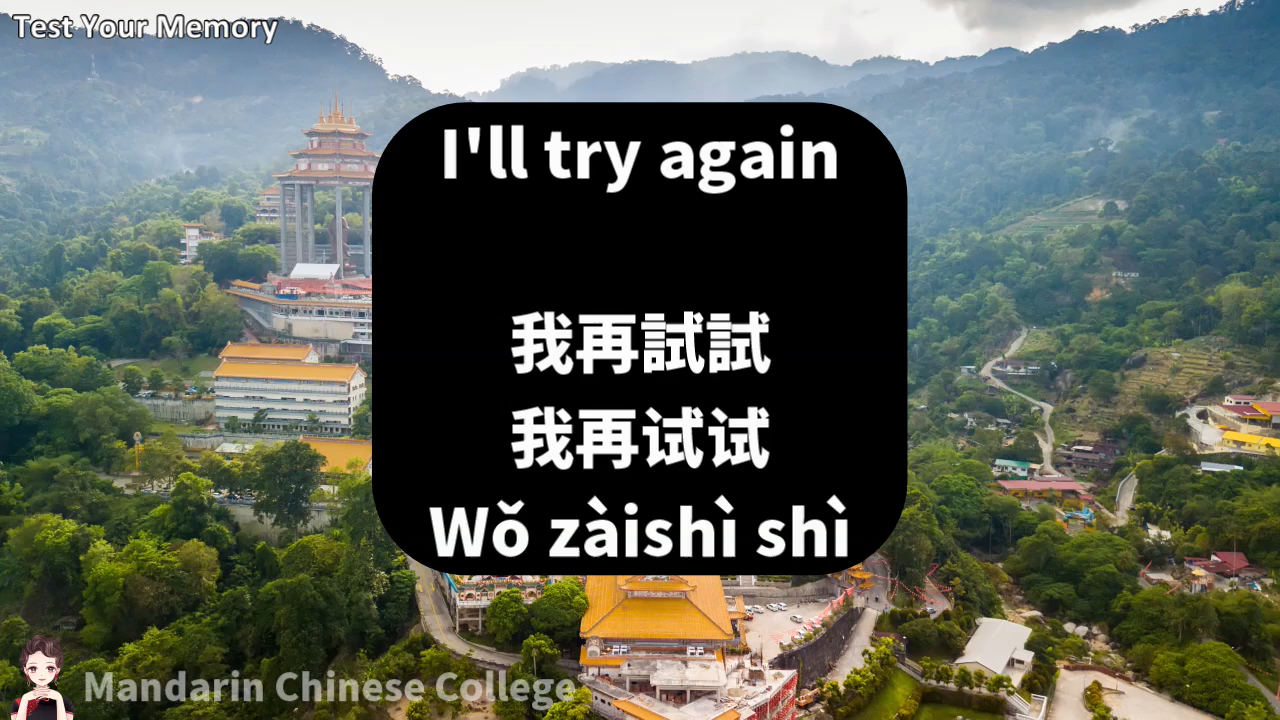 Test Your Memory
I'll try again
我再試試
我再试试
Wǒ zàishì shì
Mandarin Chinese College